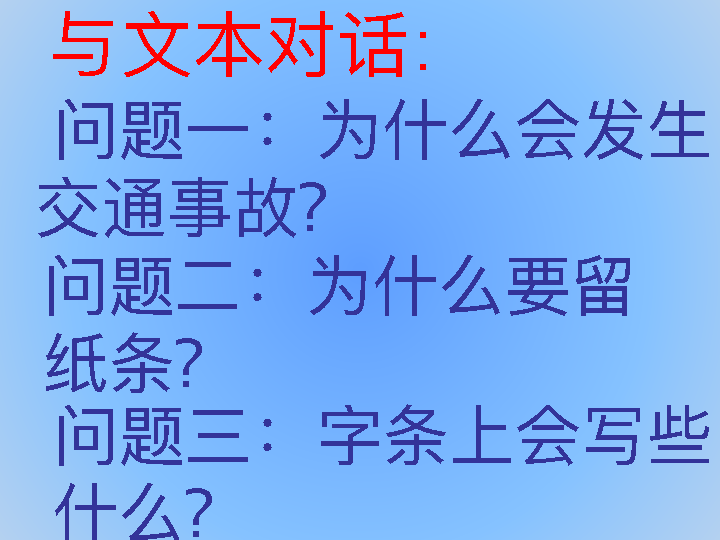 与文本对话:
问题一：为什么会发生
交通事故?
问题二：为什么要留
纸条?
问题三：字条上会写些
什么?